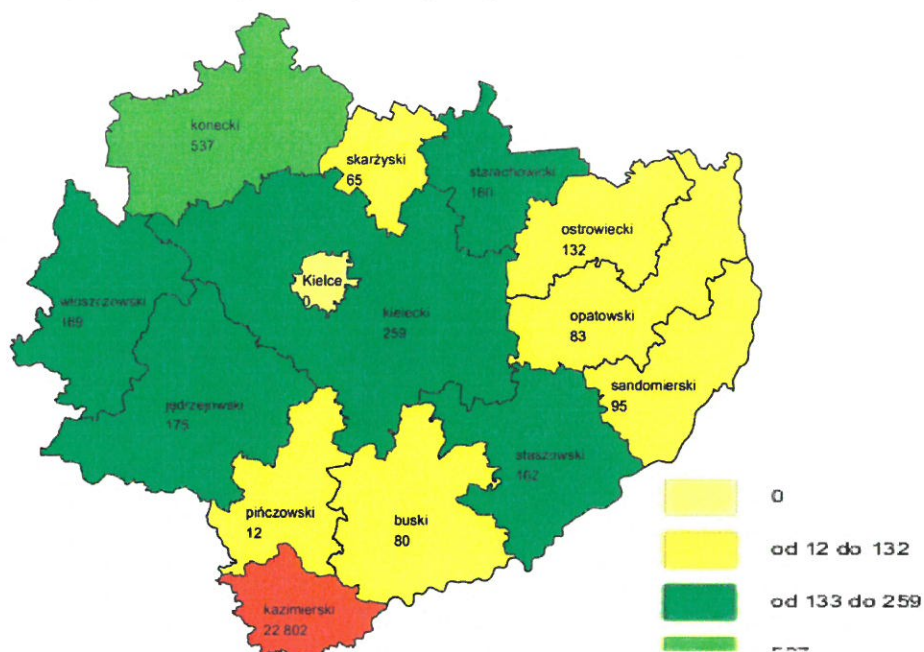 konecki
537
skarżyski
65
starachowicki
160
ostrowiecki
132
Kielce
0
włoszczowski
169
kielecki
259
opatowski
83
sandomierski
95
jędrzejowski
175
staszowski
162
pińczowski
12
buski
80
kazimierski
22 802
0
od 12 do 132
od 133 do 259
537